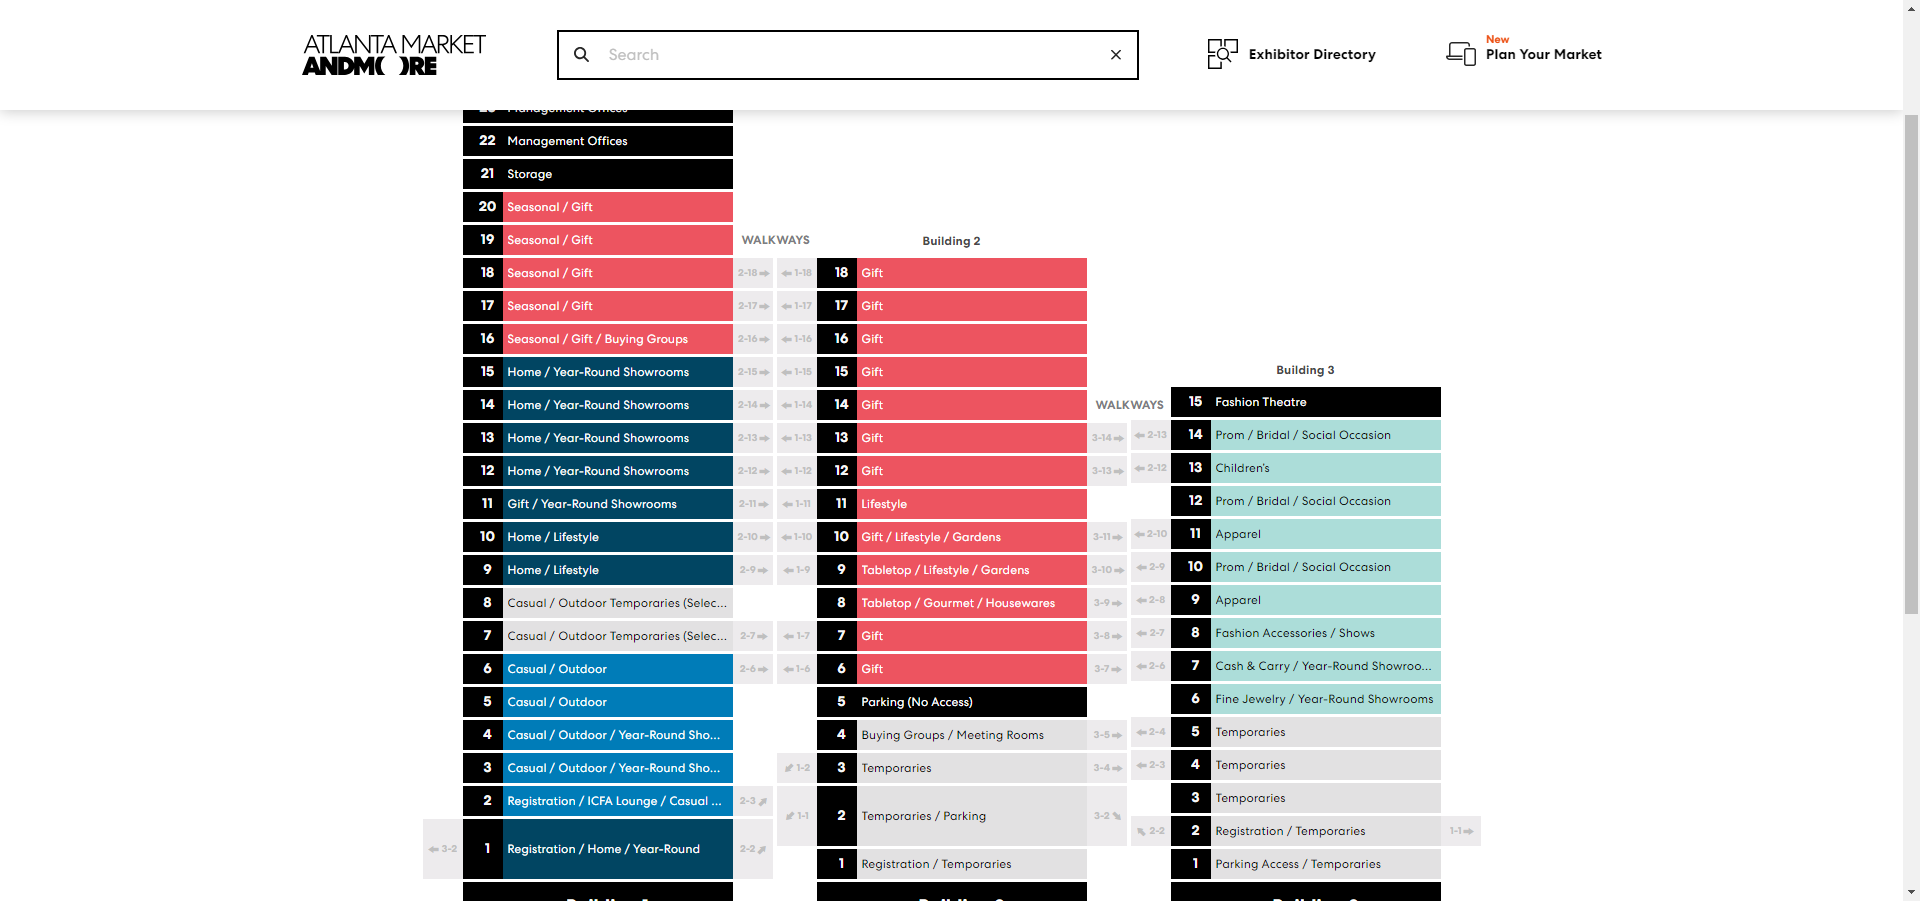 ATLANTA MARKET
ANDMORE
Search
Exhibitor Directory
New
Plan Your Market
22 Management Offices
21 Storage
20 Seasonal / Gift
19 Seasonal / Gift
WALKWAYS
Building 2
18 Seasonal / Gift 2-18 1-18 18 Gift
17 Seasonal / Gift 2-17 1-17 17 Gift
16 Seasonal / Gift / Buying Groups 2-16 1-16 16 Gift
Building 3
15 Home / Year-Round Showrooms 2-15 1-15 15 Gift
14 Home / Year-Round Showrooms 2-14 1-14 14 Gift
WALKWAYS
15 Fashion Theatre
13 Home / Year-Round Showrooms 2-13 1-13 13 Gift 3-14 2-13 14 Prom / Bridal / Social Occasion
12 Home / Year-Round Showrooms 2-12 1-12 12 Gift 3-13 2-12 13 Children's
11 Gift / Year-Round Showrooms 2-11 1-11 11 Lifestyle 12 Prom / Bridal / Social Occasion
10 Home / Lifestyle 2-10 1-10 10 Gift / Lifestyle / Gardens 3-11 2-10 11 Apparel
9 Home / Lifestyle 2-9 1-9 9 Tabletop / Lifestyle / Gardens 3-10 2-9 10 Prom / Bridal / Social Occasion
8 Casual / Outdoor Temporaries (Selec... 8 Tabletop / Gourmet / Housewares 3-9 2-8 9 Apparel
7 Casual / Outdoor Temporaries (Selec... 2-7 1-7 7 Gift 3-8 2-7 8 Fashion Accessories / Shows
6 Casual / Outdoor 2-6 1-6 6 Gift 3-7 2-6 7 Cash & Carry / Year-Round Showroo...
5 Casual / Outdoor 5 Parking (No Access) 6 Fine Jewelry / Year-Round Showrooms
4 Casual / Outdoor / Year-Round Sho... 4 Buying Groups / Meeting Rooms 3-5 2-4 5 Temporaries
3 Casual / Outdoor / Year-Round Sho... 1-2 3 Temporaries 3-4 2-3 4 Temporaries
2 Registration / ICFA Lounge / Casual ... 2-3 1-1 2 Temporaries / Parking 3-2 3 Temporaries
2-2 2 Registration / Temporaries 1-1
3-2 1 Registration / Home / Year-Round 2-2 1 Registration / Temporaries 1 Parking Access / Temporaries